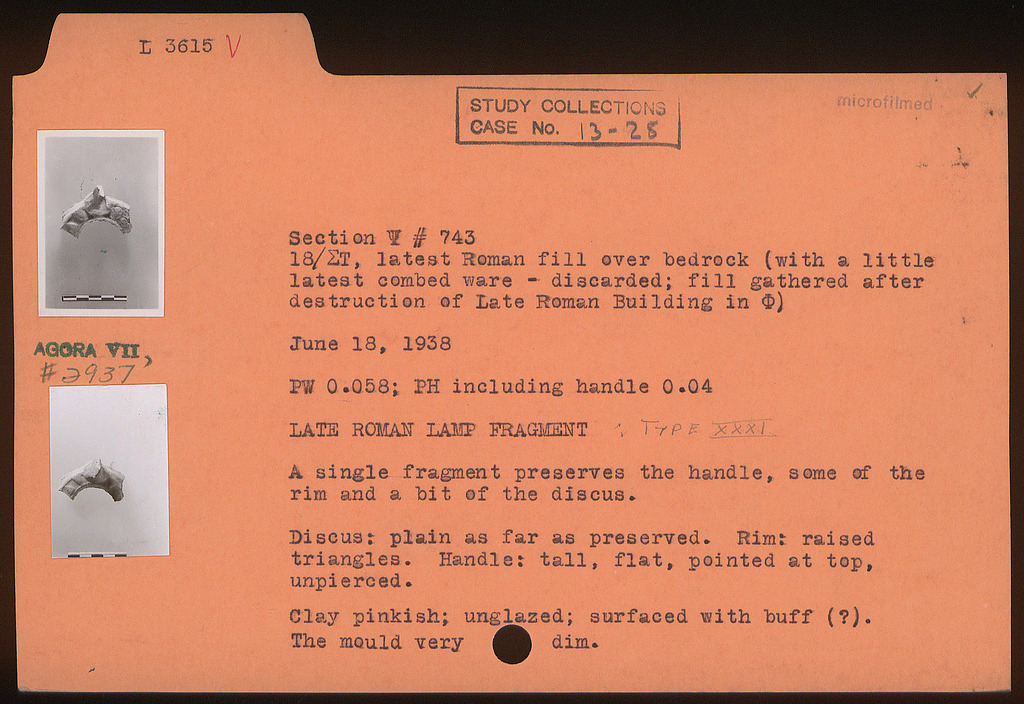 L 3615 V
STUDY COLLECTIONS
CASE No. 13-28
microfilmed
Section Ψ # 743
18/ΣΤ, latest Roman fill over bedrock (with a little
latest combed ware - discarded; fill gathered after
destruction of Late Roman Building in Φ)
AGORA VII,
#2937
June 18, 1938
PW 0.058; PH including handle 0.04
LATE ROMAN LAMP FRAGMENT : TYPE XXXI
A single fragment preserves the handle, some of the
rim and a bit of the discus.
Discus: plain as far as preserved. Rim: raised
triangles. Handle: tall, flat, pointed at top,
unpierced.
Clay pinkish; unglazed; surfaced with buff (?).
The mould very dim.